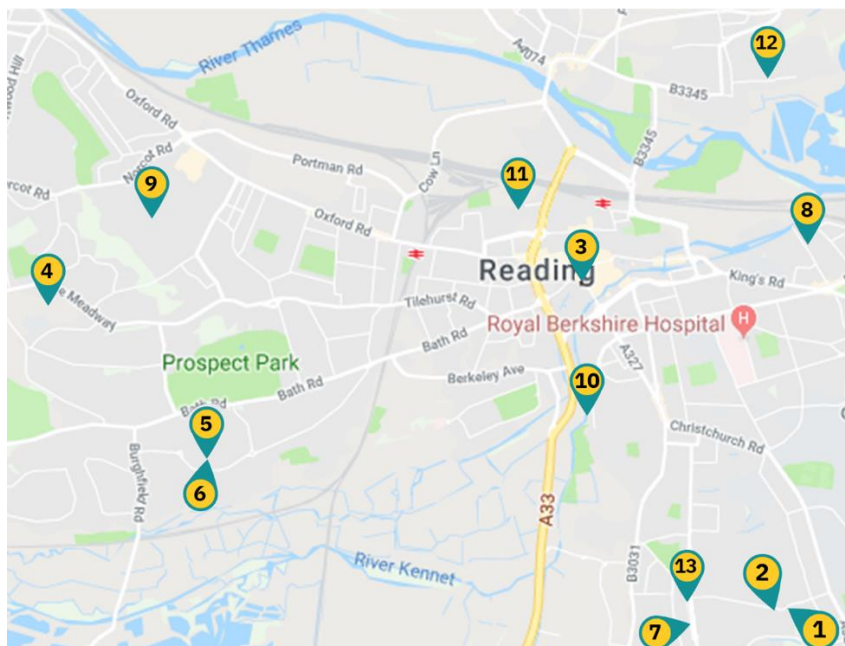 River Thames
A4074
12
B3345
Oxford Rd
B3345
Portman Rd
Cow Ln
Norcot Rd
9
11
8
Oxford Rd
3
4
Reading
King's Rd
Meadway
Tilehurst Rd
Royal Berkshire Hospital
H
Bath Rd
A327
Prospect Park
Berkeley Ave
10
Bath Rd
Bath Rd
5
Christchurch Rd
Burghfield Rd
6
A33
River Kennet
B3031
13
2
7
1